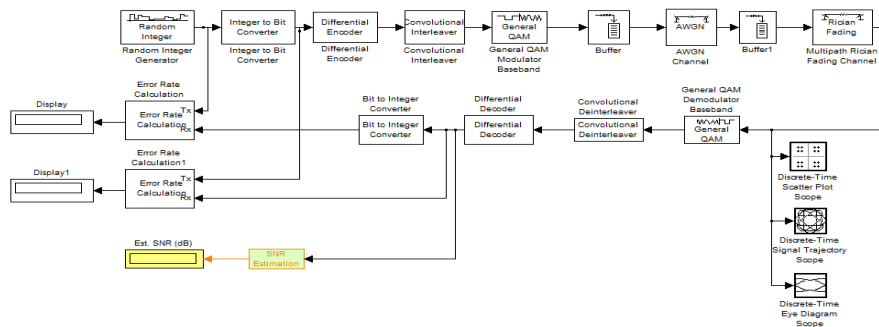 Random
Integer
Random Integer
Generator
Integer to Bit
Converter
Integer to Bit
Converter
Differential
Encoder
Differential
Encoder
Convolutional
Interleaver
Convolutional
Interleaver
General
QAM
General QAM
Modulator
Baseband
Buffer
AWGN
AWGN
Channel
Buffer1
Rician
Fading
Multipath Rician
Fading Channel
Display
Error Rate
Calculation
Error Rate
Calculation
Tx
Rx
Bit to Integer
Converter
Bit to Integer
Converter
Differential
Decoder
Differential
Decoder
Convolutional
Deinterleaver
Convolutional
Deinterleaver
General QAM
Demodulator
Baseband
General
QAM
Display1
Error Rate
Calculation1
Error Rate
Calculation
Tx
Rx
Discrete-Time
Scatter Plot
Scope
Discrete-Time
Signal Trajectory
Scope
Est. SNR (dB)
SNR
Estimation
Discrete-Time
Eye Diagram
Scope